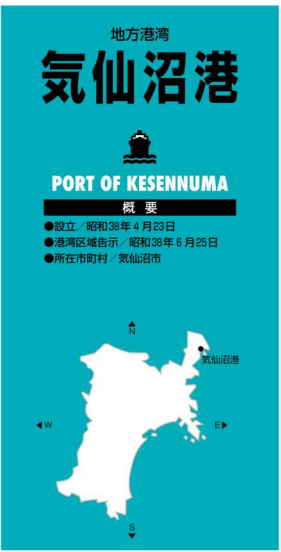 地方港湾
気仙沼港
PORT OF KESENNUMA
概要
●設立／昭和38年4月23日
●港湾区域告示／昭和38年6月25日
●所在市町村／気仙沼市
N
気仙沼港
W
E
S